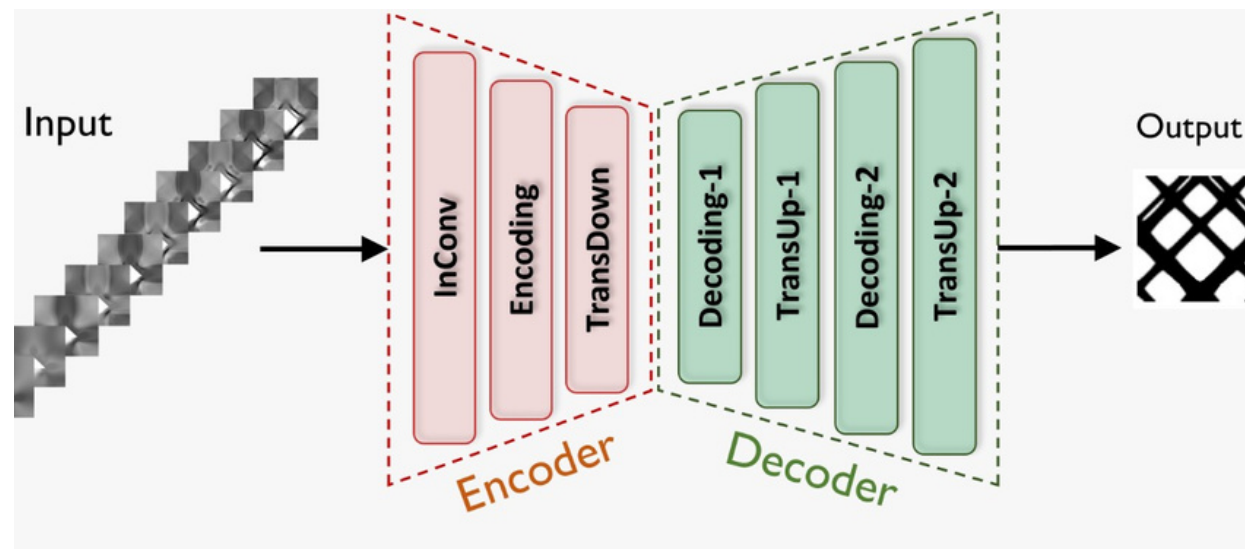 Input
InConv
Encoding
TransDown
Encoder
Decoding-1
TransUp-1
Decoding-2
TransUp-2
Decoder
Output